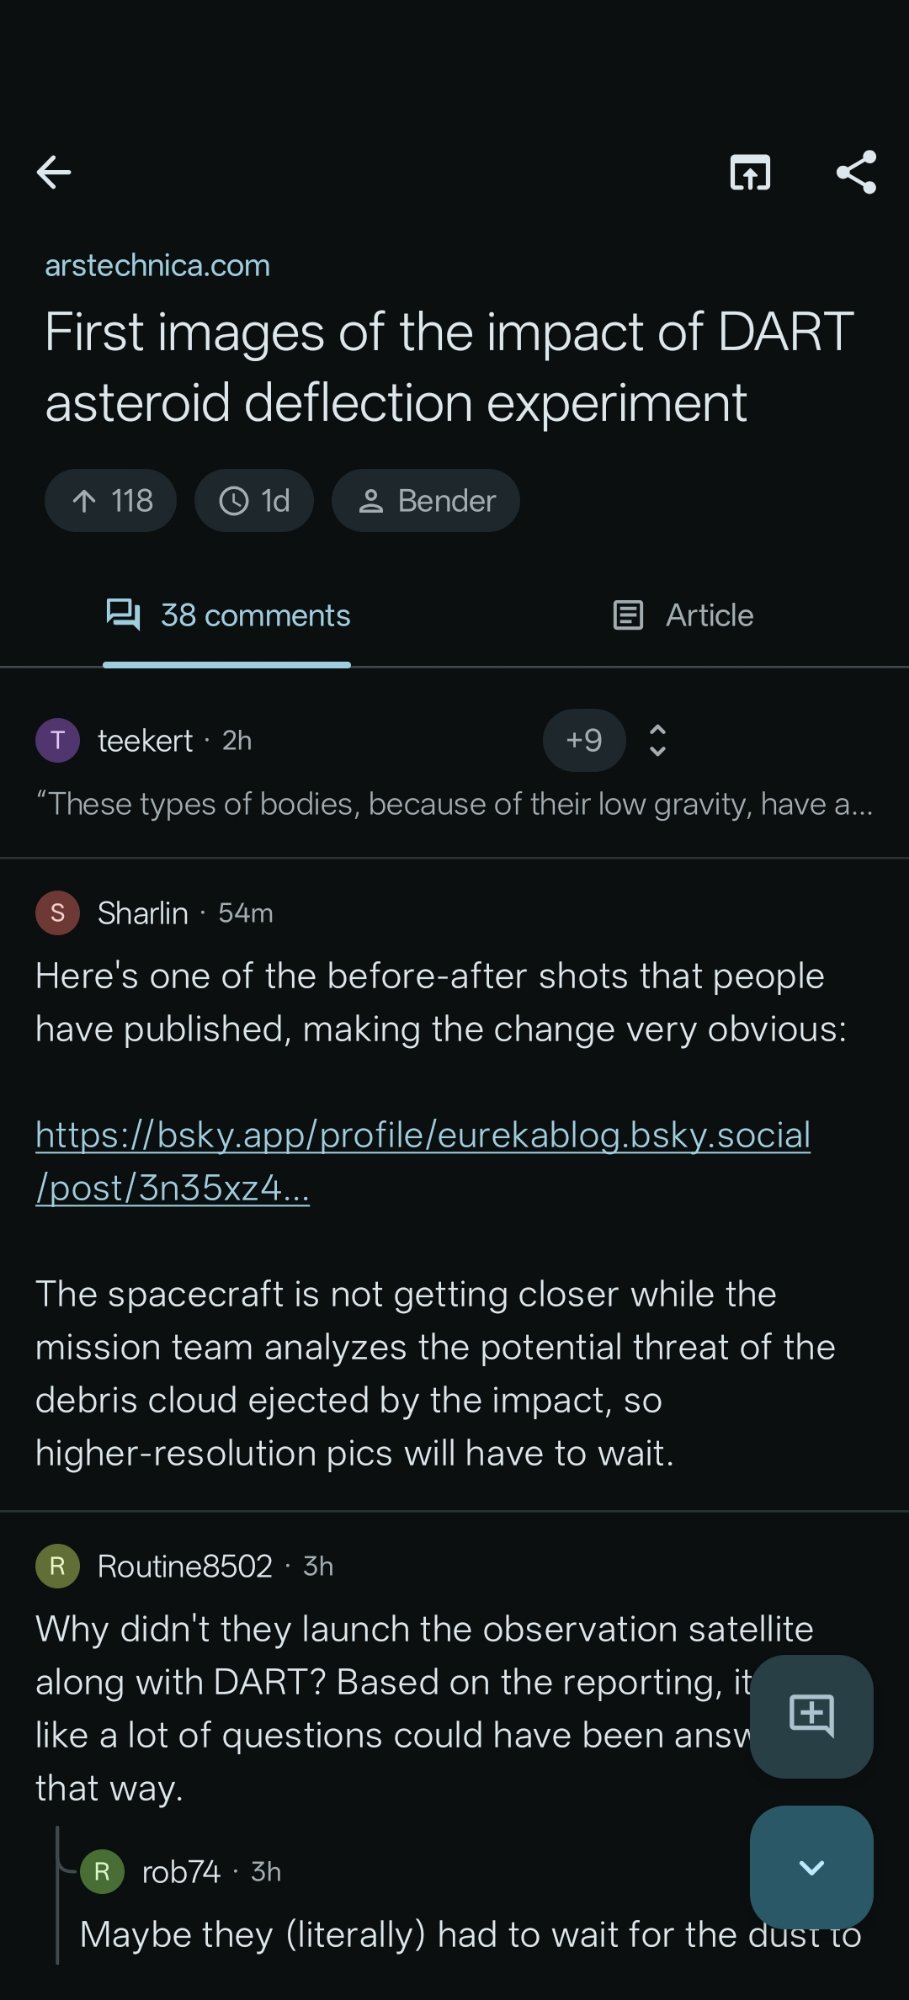 arstechnica.com
First images of the impact of DART
asteroid deflection experiment
118
1d
Bender
38 comments
Article
T
teekert · 2h
+9
“These types of bodies, because of their low gravity, have a...
S
Sharlin · 54m
Here's one of the before-after shots that people
have published, making the change very obvious:
https://bsky.app/profile/eurekablog.bsky.social
/post/3n35xz4...
The spacecraft is not getting closer while the
mission team analyzes the potential threat of the
debris cloud ejected by the impact, so
higher-resolution pics will have to wait.
R
Routine8502 · 3h
Why didn't they launch the observation satellite
along with DART? Based on the reporting, it
like a lot of questions could have been
that way.
R
rob74 · 3h
Maybe they (literally) had to wait for the dust to